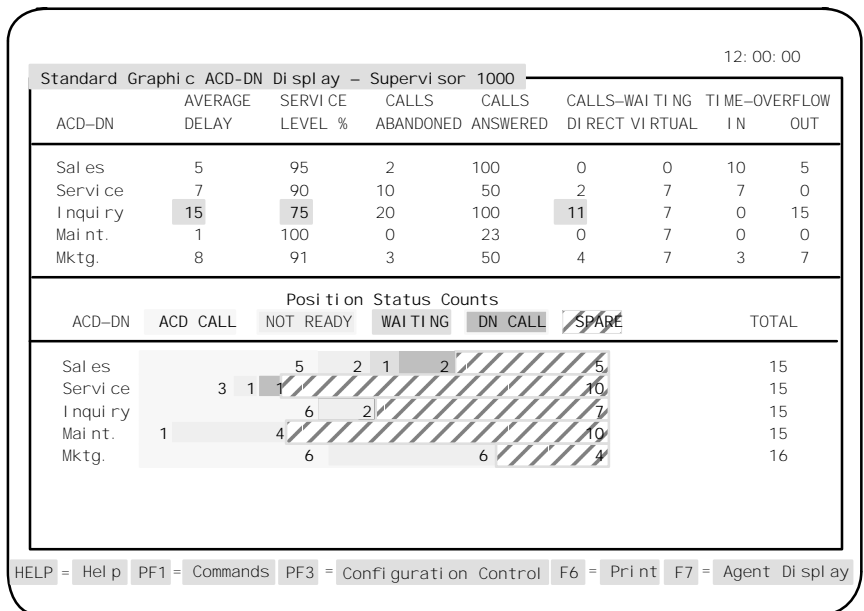 12:00:00
Standard Graphic ACD-DN Display – Supervisor 1000
AVERAGE SERVICE CALLS CALLS CALLS–WAITING TIME–OVERFLOW
ACD–DN DELAY LEVEL % ABANDONED ANSWERED DIRECT VIRTUAL IN OUT
Sales 5 95 2 100 0 0 10 5
Service 7 90 10 50 2 7 7 0
Inquiry 15 75 20 100 11 7 0 15
Maint. 1 100 0 23 0 7 0 0
Mktg. 8 91 3 50 4 7 3 7
Position Status Counts
ACD–DN ACD CALL NOT READY WAITING DN CALL SPARE TOTAL
Sales 5 2 1 2 5 15
Service 3 1 1 10 15
Inquiry 6 2 7 15
Maint. 1 4 10 15
Mktg. 6 6 4 16
HELP = Help PF1 = Commands PF3 = Configuration Control F6 = Print F7 = Agent Display